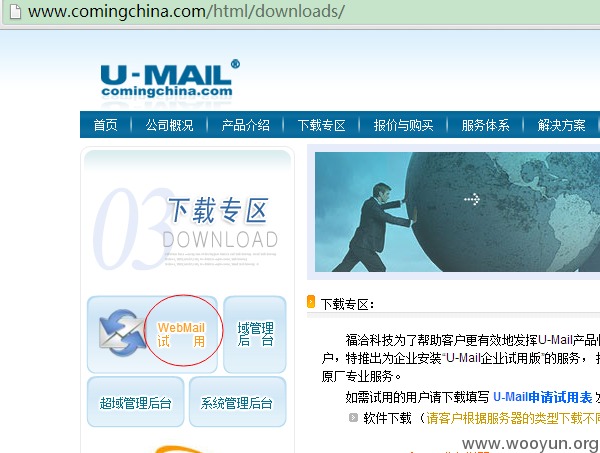 www.comingchina.com/html/downloads/
U-MAIL®
comingchina.com
首页 公司概况 产品介绍 下载专区 报价与购买 服务体系 解决方案
03
下载专区
DOWNLOAD
WebMail
试 用
域管理
后 台
超域管理后台 系统管理后台
下载专区：
福洽科技为了帮助客户更有效地发挥U-Mail产品
户，特推出为企业安装“U-Mail企业试用版”的服务，
原厂专业服务。
如需试用的用户请下载填写 U-Mail申请试用表
软件下载（请客户根据服务器的类型下载不同
www.wooyun.org